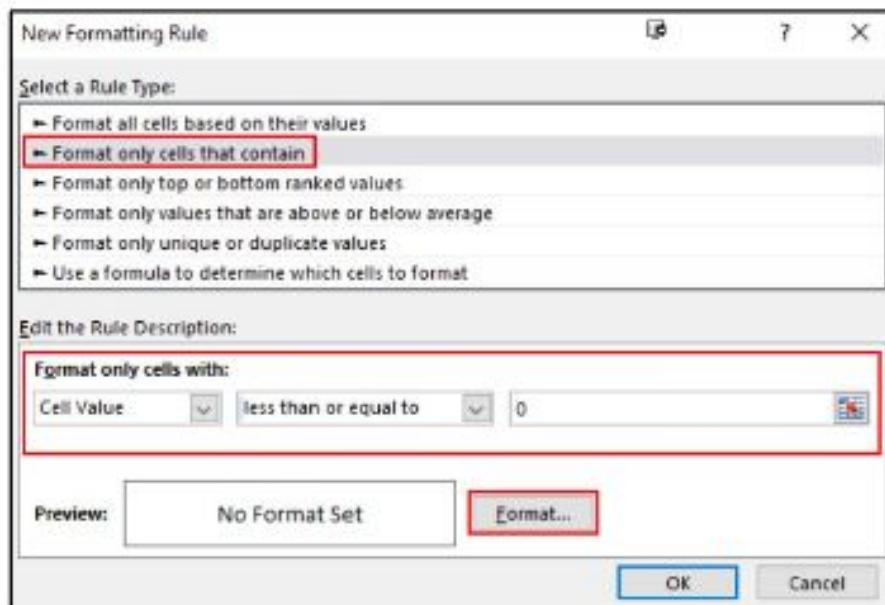 New Formatting Rule ?
Select a Rule Type:
► Format all cells based on their values
► Format only cells that contain
► Format only top or bottom ranked values
► Format only values that are above or below average
► Format only unique or duplicate values
► Use a formula to determine which cells to format
Edit the Rule Description:
Format only cells with:
Cell Value less than or equal to 0
Preview: No Format Set Format...
OK Cancel